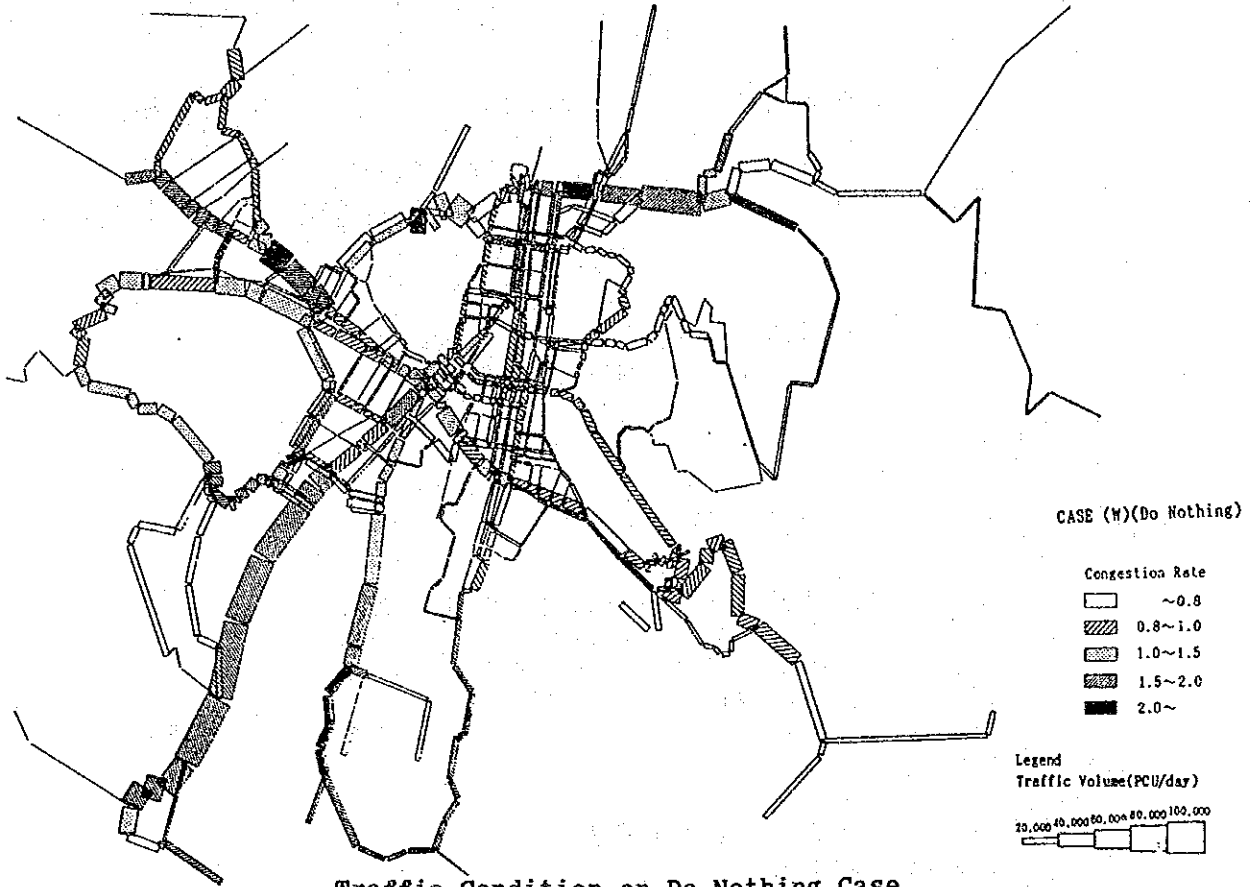 CASE (W)(Do Nothing)
Congestion Rate
~0.8
0.8~1.0
1.0~1.5
1.5~2.0
2.0~
Legend
Traffic Volume(PCU/day)
20,000 40,000 60,000 80,000 100,000
Traffic Condition on Do Nothing Case